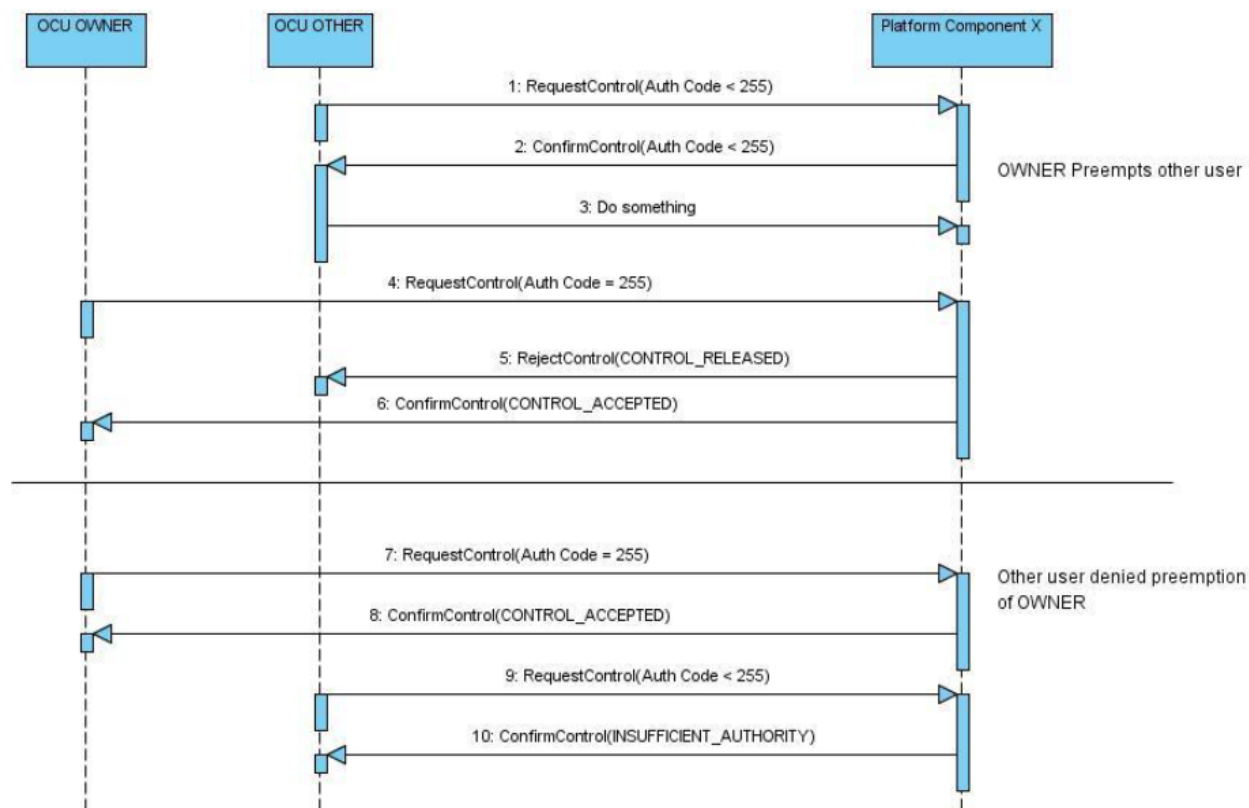 OCU OWNER
OCU OTHER
Platform Component X
1: RequestControl(Auth Code < 255)
2: ConfirmControl(Auth Code < 255)
OWNER Preempts other user
3: Do something
4: RequestControl(Auth Code = 255)
5: RejectControl(CONTROL_RELEASED)
6: ConfirmControl(CONTROL_ACCEPTED)
7: RequestControl(Auth Code = 255)
Other user denied preemption
of OWNER
8: ConfirmControl(CONTROL_ACCEPTED)
9: RequestControl(Auth Code < 255)
10: ConfirmControl(INSUFFICIENT_AUTHORITY)